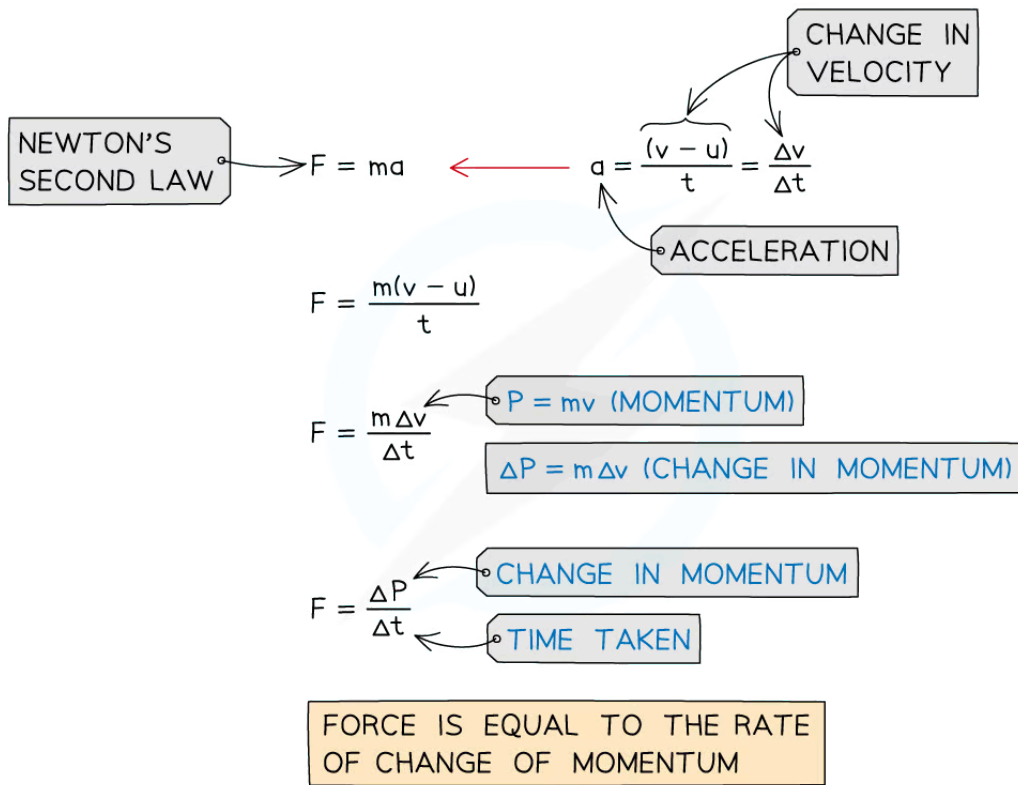 CHANGE IN
VELOCITY
NEWTON'S
SECOND LAW
F = ma
a = (v – u)/t = Δv/Δt
ACCELERATION
F = m(v – u)/t
F = mΔv/Δt
P = mv (MOMENTUM)
ΔP = mΔv (CHANGE IN MOMENTUM)
F = ΔP/Δt
CHANGE IN MOMENTUM
TIME TAKEN
FORCE IS EQUAL TO THE RATE
OF CHANGE OF MOMENTUM